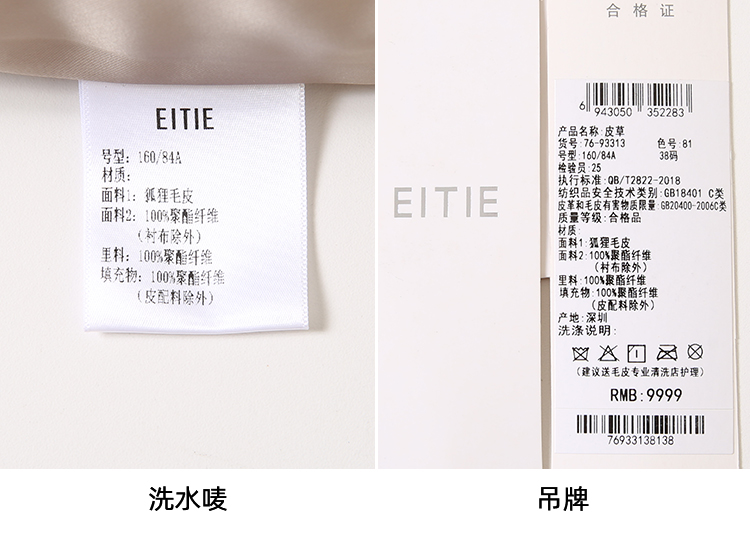 EITIE
号型: 160/84A
材质:
面料1: 狐狸毛皮
面料2: 100%聚酯纤维
(衬布除外)
里料: 100%聚酯纤维
填充物: 100%聚酯纤维
(皮配料除外)
洗水唛
EITIE
合格证
6 943050 352283
产品名称:皮草
货号:76-93313 色号:81
号型:160/84A 38码
检验员:25
执行标准:QB/T2822-2018
纺织品安全技术类别:GB18401 C类
皮革和毛皮有害物质限量:GB20400-2006C类
质量等级:合格品
材质:
面料1:狐狸毛皮
面料2:100%聚酯纤维
(衬布除外)
里料:100%聚酯纤维
填充物:100%聚酯纤维
(皮配料除外)
产地:深圳
洗涤说明:
(建议送毛皮专业清洗店护理)
RMB:9999
76933138138
吊牌